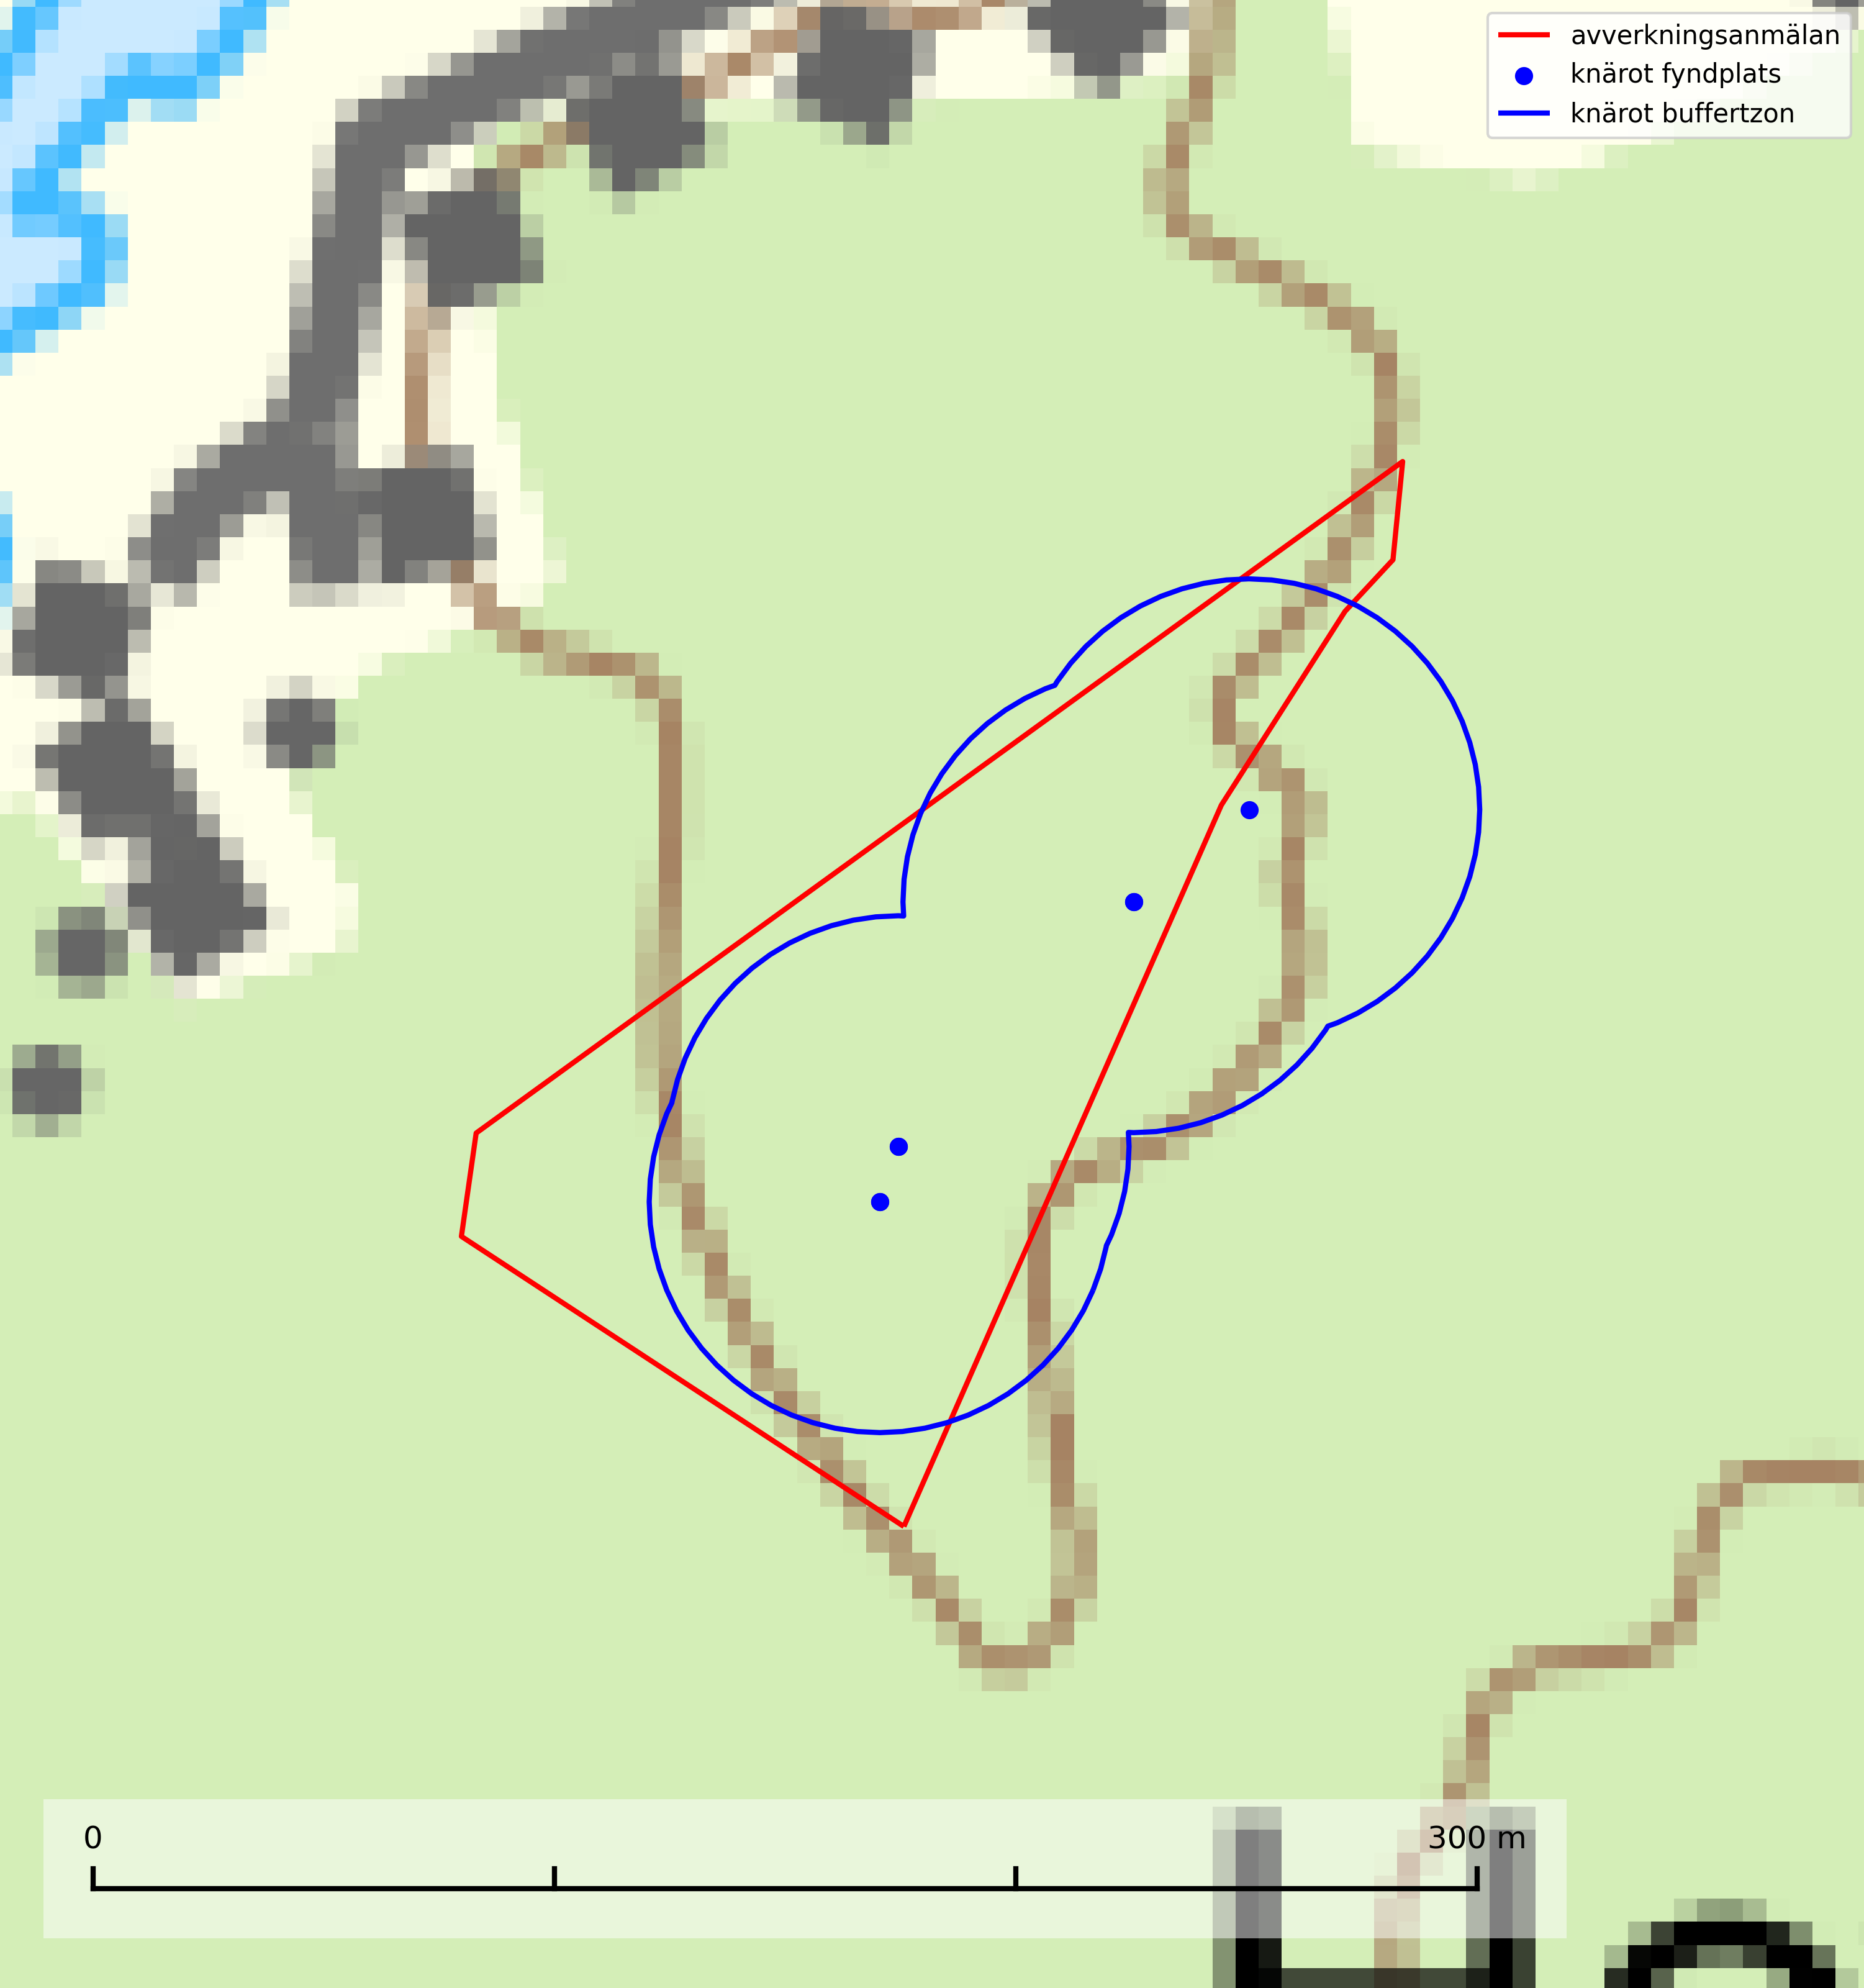 avverkningsanmälan
knärot fyndplats
knärot buffertzon
0 300 m